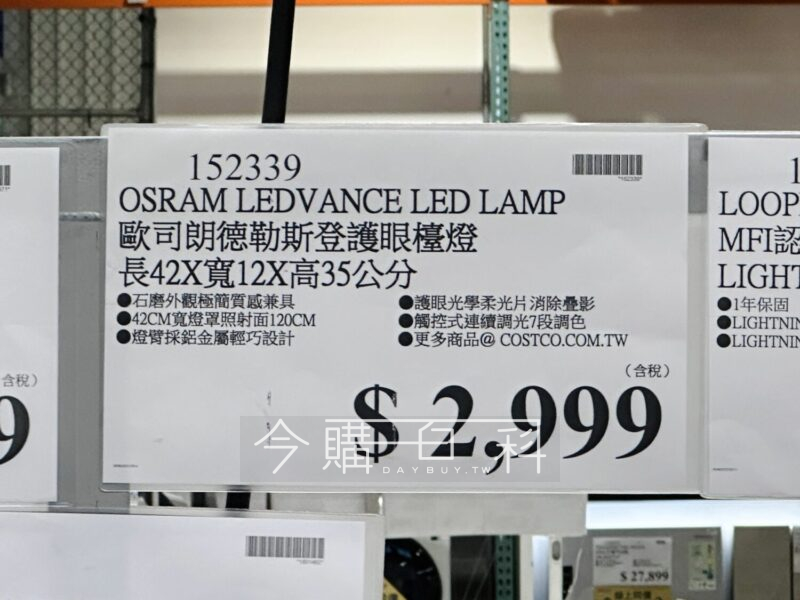 152339
OSRAM LEDVANCE LED LAMP
歐司朗德勒斯登護眼檯燈
長42X寬12X高35公分
●石磨外觀極簡質感兼具
●42CM寬燈罩照射面120CM
●燈臂採鋁金屬輕巧設計
●護眼光學柔光片消除疊影
●觸控式連續調光7段調色
●更多商品@ COSTCO.COM.TW
(含稅)
$ 2,999
今購百科
DAYBUY.TW
含稅)
9
1
LOOP
MFI認
LIGHT
●1年保固
●LIGHTNIN
●LIGHTNIN
$ 27,899